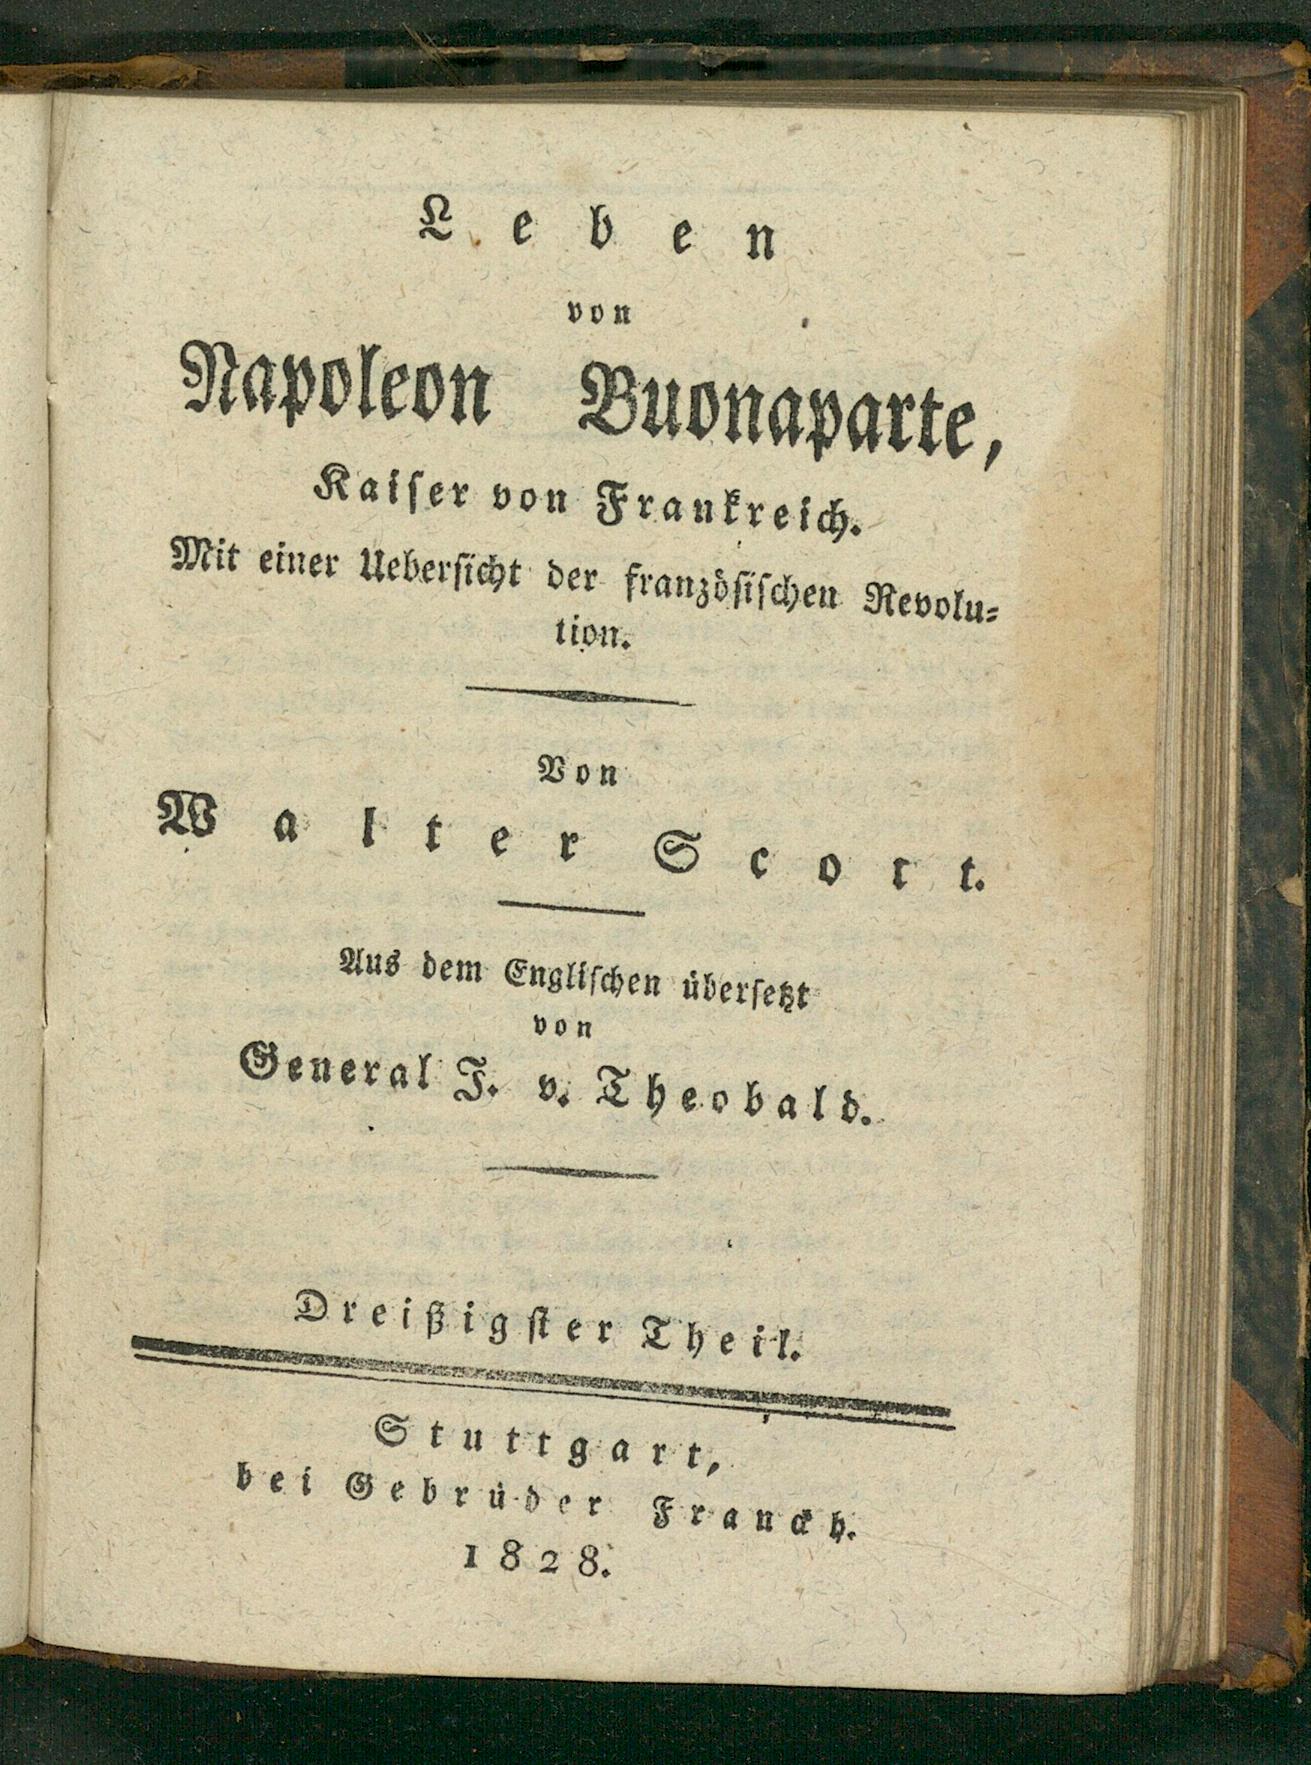 Leben
von
Napoleon Buonaparte,
Kaiser von Frankreich.
Mit einer Ueberſicht der franzöſiſchen Revolu-
tion.
Von
Walter Scott.
Aus dem Engliſchen überſetzt
von
General J. v. Theobald.
Dreißigſter Theil.
Stuttgart,
bei Gebrüder Franckh.
1828.